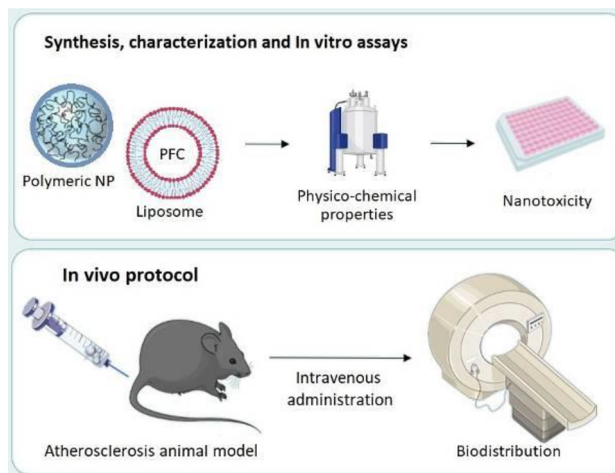 Synthesis, characterization and In vitro assays
PFC
Polymeric NP
Liposome
Physico-chemical
properties
Nanotoxicity
In vivo protocol
Intravenous
administration
Atherosclerosis animal model
Biodistribution